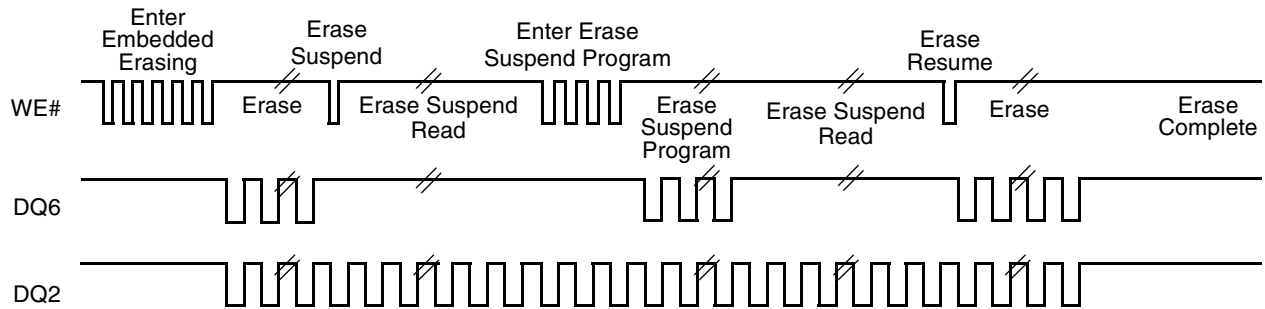 Enter
Embedded
Erasing
Erase
Suspend
Enter Erase
Suspend Program
Erase
Resume
WE#
Erase
Erase Suspend
Read
Erase
Suspend
Program
Erase Suspend
Read
Erase
Erase
Complete
DQ6
DQ2